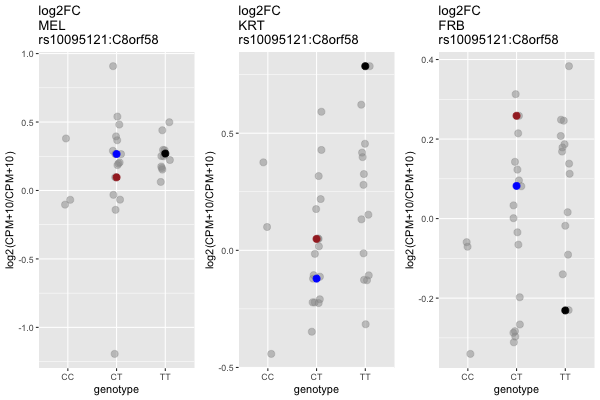 log2FC
MEL
rs10095121:C8orf58
log2(CPM+10/CPM+10)
1.0
0.5
0.0
-0.5
-1.0
CC
CT
TT
genotype
log2FC
KRT
rs10095121:C8orf58
log2(CPM+10/CPM+10)
0.5
0.0
-0.5
CC
CT
TT
genotype
log2FC
FRB
rs10095121:C8orf58
log2(CPM+10/CPM+10)
0.4
0.2
0.0
-0.2
CC
CT
TT
genotype